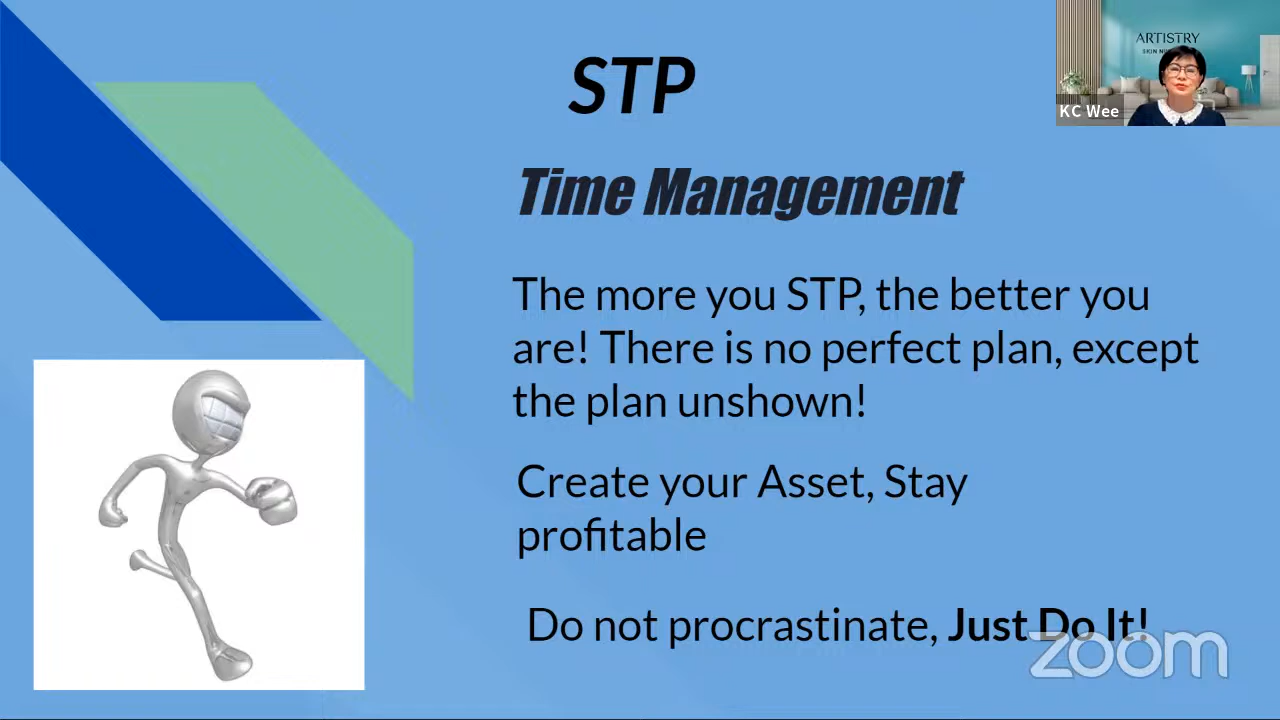 STP
ARTISTRY
KC Wee
Time Management
The more you STP, the better you
are! There is no perfect plan, except
the plan unshown!
Create your Asset, Stay
profitable
Do not procrastinate, Just Do It!
zoom